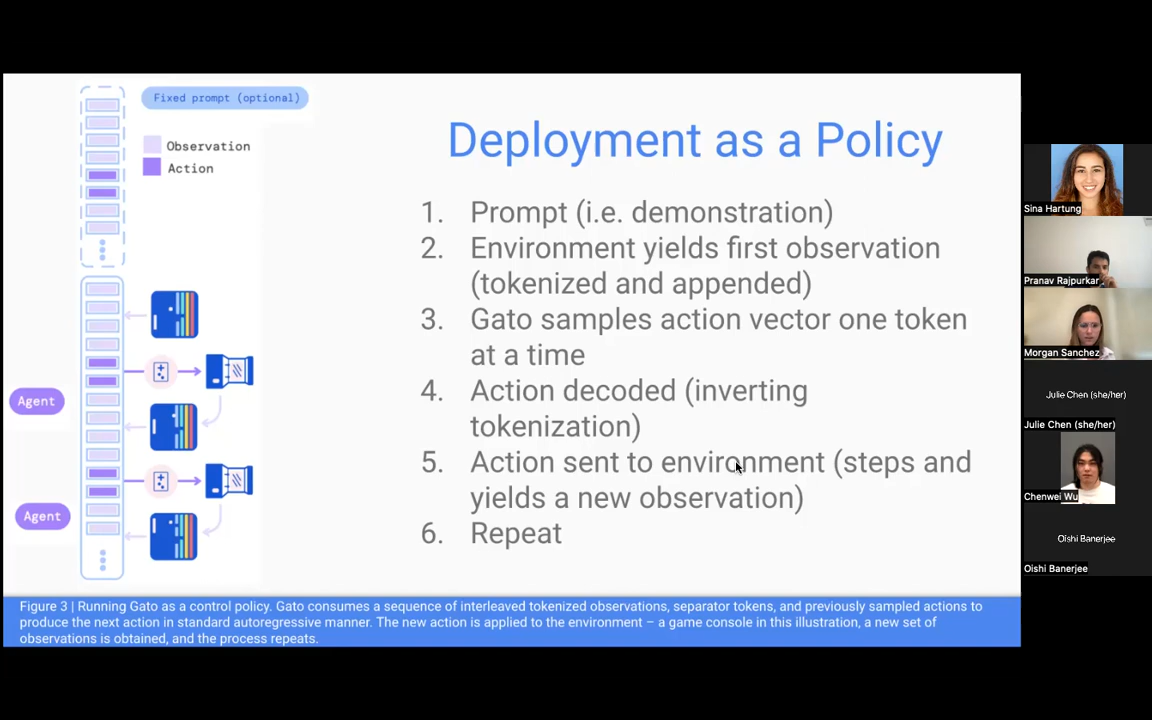 Fixed prompt (optional)
Observation
Action
Agent
Agent
Deployment as a Policy
1. Prompt (i.e. demonstration)
2. Environment yields first observation
(tokenized and appended)
3. Gato samples action vector one token
at a time
4. Action decoded (inverting
tokenization)
5. Action sent to environment (steps and
yields a new observation)
6. Repeat
Figure 3 | Running Gato as a control policy. Gato consumes a sequence of interleaved tokenized observations, separator tokens, and previously sampled actions to
produce the next action in standard autoregressive manner. The new action is applied to the environment – a game console in this illustration, a new set of
observations is obtained, and the process repeats.
Sina Hartung
Pranav Rajpurkar
Morgan Sanchez
Julie Chen (she/her)
Julie Chen (she/her)
Chenwei Wu
Oishi Banerjee
Oishi Banerjee